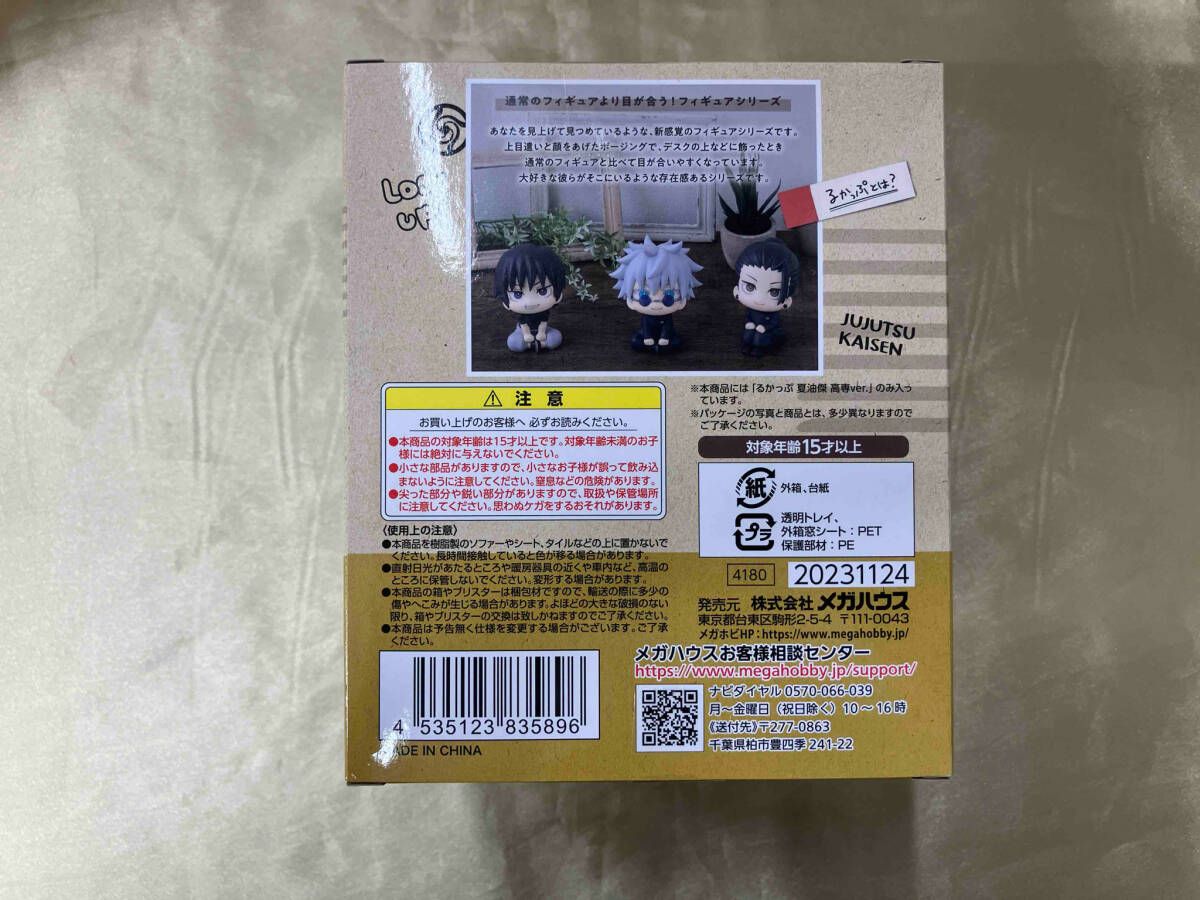 通常のフィギュアより目が合う!フィギュアシリーズ
あなたを見上げて見つめているような、新感覚のフィギュアシリーズです。
上目遣いと顔をあげたポージングで、デスクの上などに飾ったとき
通常のフィギュアと比べて目が合いやすくなっています。
大好きな彼らがそこにいるような存在感あるシリーズです。
るかっぷとは?
JUJUTSU
KAISEN
⚠ 注意
お買い上げのお客様へ 必ずお読みください。
●本商品の対象年齢は15才以上です。対象年齢未満のお子
様には絶対に与えないでください。
●小さな部品がありますので、小さなお子様が誤って飲み込
まないように注意してください。窒息などの危険があります。
●尖った部分や鋭い部分がありますので、取扱や保管場所
に注意してください。思わぬケガをするおそれがあります。
〈使用上の注意〉
●本商品を樹脂製のソファーやシート、タイルなどの上に置かないで
ください。長時間接触していると色が移る場合があります。
●直射日光があたるところや暖房器具の近くや車内など、高温の
ところに保管しないでください。変形する場合があります。
●本商品の箱やブリスターは梱包材ですので、輸送の際に多少の
傷やへこみが生じる場合があります。よほどの大きな破損のない
限り、箱やブリスターの交換は致しかねますのでご了承ください。
●本商品は予告無く仕様を変更する場合がございます。ご了承
ください。
※本商品には「るかっぷ 夏油傑 高専ver.」のみ入っ
ています。
※パッケージの写真と商品とは、多少異なりますので
ご了承ください。
対象年齢15才以上
紙
外箱、台紙
プラ
透明トレイ、
外箱窓シート:PET
保護部材:PE
4180
20231124
発売元 株式会社メガハウス
東京都台東区駒形2-5-4 〒111-0043
メガホビHP:https://www.megahobby.jp/
メガハウスお客様相談センター
https://www.megahobby.jp/support/
ナビダイヤル 0570-066-039
月~金曜日(祝日除く)10~16時
《送付先》〒277-0863
千葉県柏市豊四季241-22
4 535123 835896
ADE IN CHINA